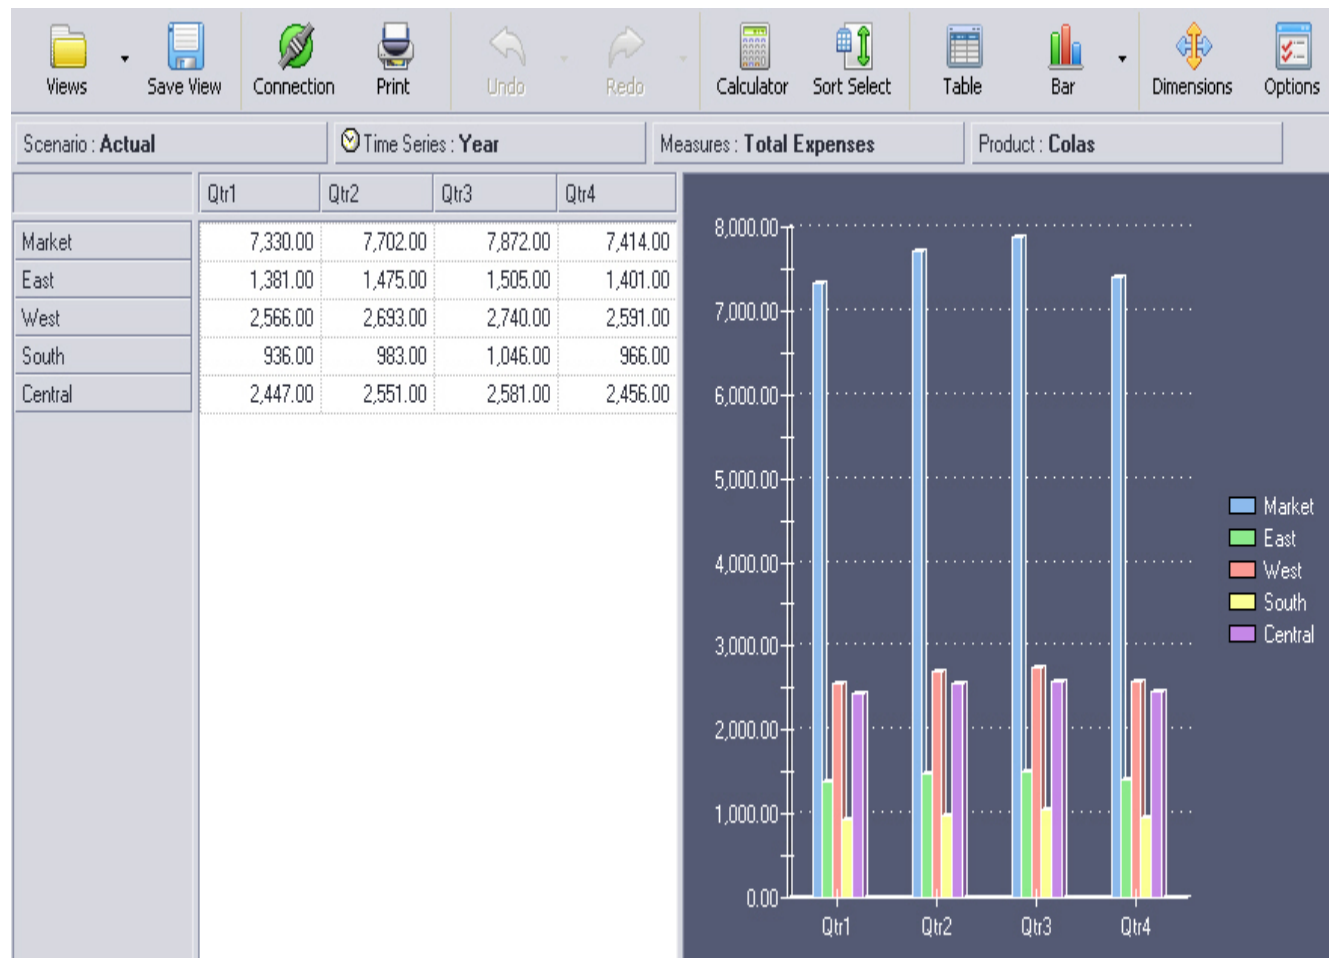 Views Save View Connection Print Undo Redo Calculator Sort Select Table Bar Dimensions Options
Scenario : Actual Time Series : Year Measures : Total Expenses Product : Colas
Qtr1 Qtr2 Qtr3 Qtr4
Market 7,330.00 7,702.00 7,872.00 7,414.00
East 1,381.00 1,475.00 1,505.00 1,401.00
West 2,566.00 2,693.00 2,740.00 2,591.00
South 936.00 983.00 1,046.00 966.00
Central 2,447.00 2,551.00 2,581.00 2,456.00
8,000.00
7,000.00
6,000.00
5,000.00
4,000.00
3,000.00
2,000.00
1,000.00
0.00
Qtr1 Qtr2 Qtr3 Qtr4
Market
East
West
South
Central